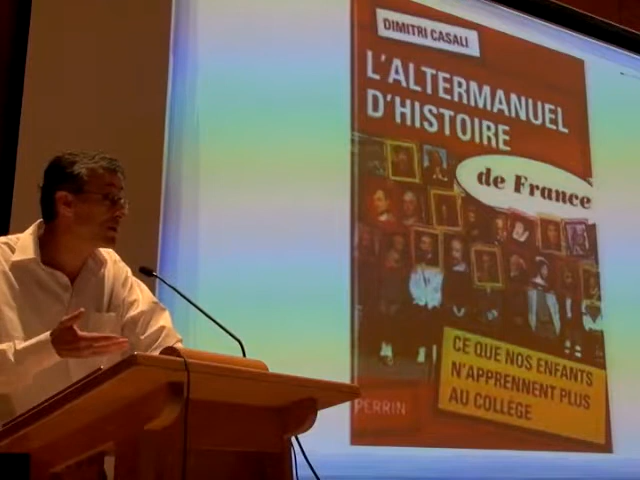 DIMITRI CASALI
L'ALTERMANUEL
D'HISTOIRE
de France
CE QUE NOS ENFANTS
N'APPRENNENT PLUS
AU COLLÈGE
PERRIN